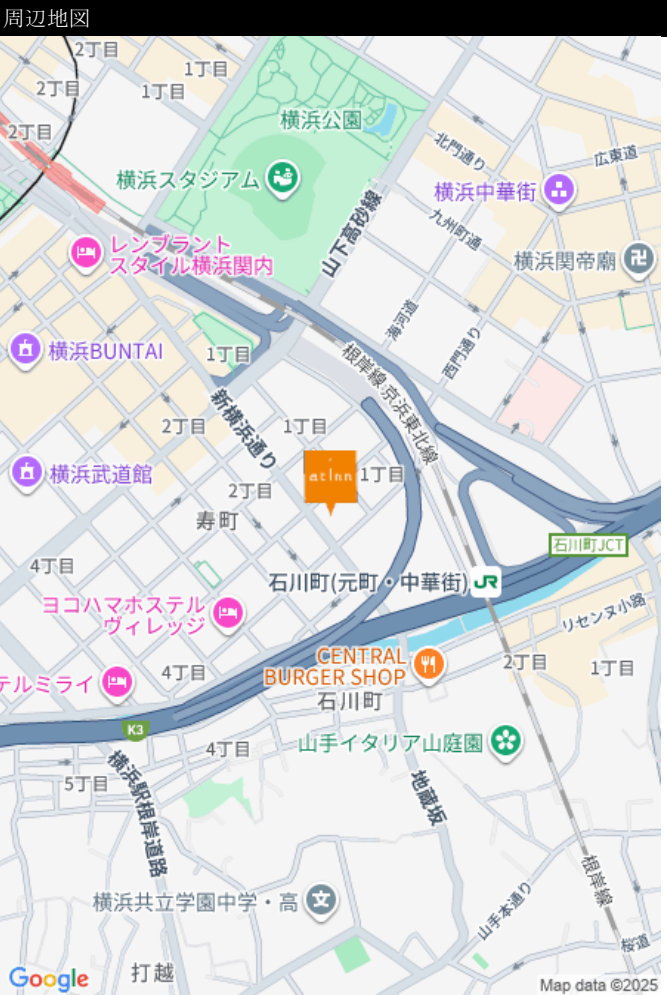 周辺地図
2丁目
1丁目
2丁目
1丁目
2丁目
横浜公園
北門通り
広東道
横浜スタジアム
横浜中華街
山下高砂線
九州町通
レンブラント
スタイル横浜関内
横浜関帝廟
海河道
西門通り
横浜BUNTAI
1丁目
根岸線 京浜東北線
新横浜通り
2丁目
1丁目
横浜武道館
atinn
1丁目
2丁目
寿町
石川町JCT
4丁目
石川町(元町・中華街)
JR
ヨコハマホステル
ヴィレッジ
リセンヌ小路
CENTRAL
BURGER SHOP
2丁目
1丁目
4丁目
テルミライ
石川町
K3
山手イタリア山庭園
4丁目
横浜駅根岸道路
5丁目
地蔵坂
根岸線
横浜共立学園中学・高
文
山手本通り
桜道
打越
Google
Map data ©2025